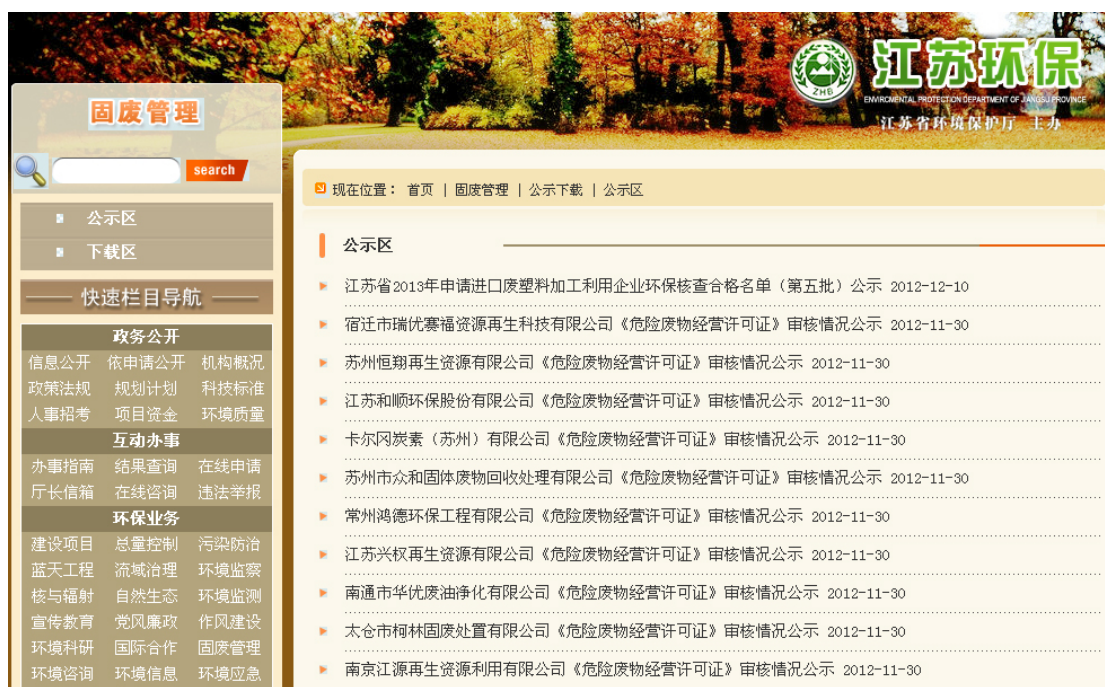 江苏环保
ZHB
ENVIRONMENTAL PROTECTION DEPARTMENT OF JIANGSU PROVINCE
江苏省环境保护厅 主办
固废管理
search
公示区
下载区
快速栏目导航
政务公开
信息公开 依申请公开 机构概况
政策法规 规划计划 科技标准
人事招考 项目资金 环境质量
互动办事
办事指南 结果查询 在线申请
厅长信箱 在线咨询 违法举报
环保业务
建设项目 总量控制 污染防治
蓝天工程 流域治理 环境监察
核与辐射 自然生态 环境监测
宣传教育 党风廉政 作风建设
环境科研 国际合作 固废管理
环境咨询 环境信息 环境应急
现在位置: 首页 | 固废管理 | 公示下载 | 公示区
公示区
江苏省2013年申请进口废塑料加工利用企业环保核查合格名单（第五批）公示 2012-12-10
宿迁市瑞优赛福资源再生科技有限公司《危险废物经营许可证》审核情况公示 2012-11-30
苏州恒翔再生资源有限公司《危险废物经营许可证》审核情况公示 2012-11-30
江苏和顺环保股份有限公司《危险废物经营许可证》审核情况公示 2012-11-30
卡尔冈炭素（苏州）有限公司《危险废物经营许可证》审核情况公示 2012-11-30
苏州市众和固体废物回收处理有限公司《危险废物经营许可证》审核情况公示 2012-11-30
常州鸿德环保工程有限公司《危险废物经营许可证》审核情况公示 2012-11-30
江苏兴权再生资源有限公司《危险废物经营许可证》审核情况公示 2012-11-30
南通市华优废油净化有限公司《危险废物经营许可证》审核情况公示 2012-11-30
太仓市柯林固废处置有限公司《危险废物经营许可证》审核情况公示 2012-11-30
南京江源再生资源利用有限公司《危险废物经营许可证》审核情况公示 2012-11-30